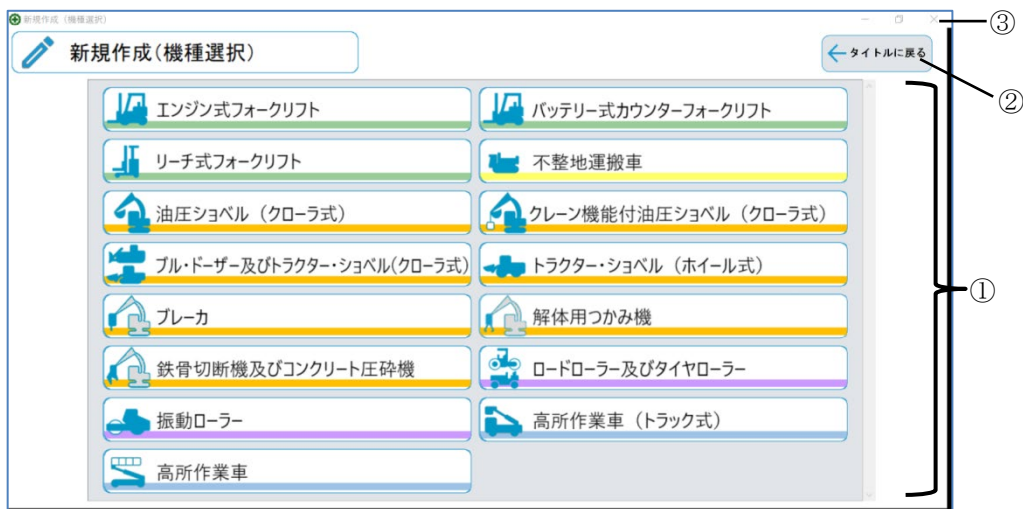 新規作成（機種選択）
③
新規作成(機種選択)
タイトルに戻る
②
エンジン式フォークリフト
バッテリー式カウンターフォークリフト
リーチ式フォークリフト
不整地運搬車
油圧ショベル（クローラ式）
クレーン機能付油圧ショベル（クローラ式）
ブル・ドーザー及びトラクター・ショベル(クローラ式)
トラクター・ショベル（ホイール式）
①
ブレーカ
解体用つかみ機
鉄骨切断機及びコンクリート圧砕機
ロードローラー及びタイヤローラー
振動ローラー
高所作業車（トラック式）
高所作業車